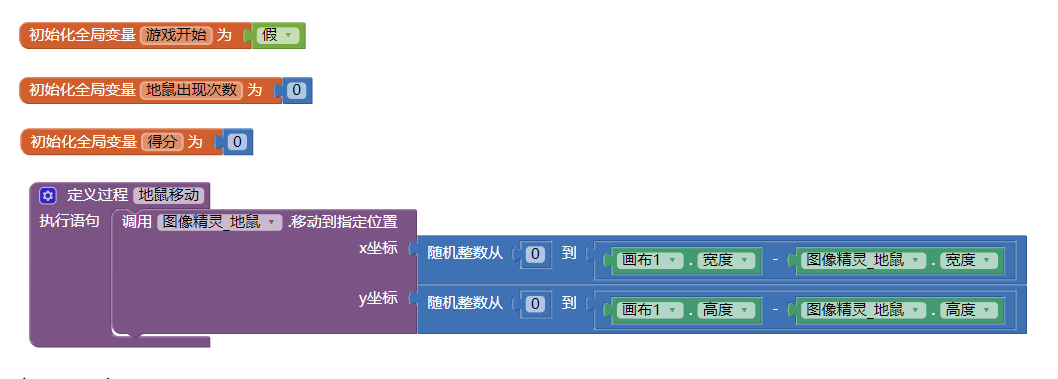 初始化全局变量 游戏开始 为 假
初始化全局变量 地鼠出现次数 为 0
初始化全局变量 得分 为 0
定义过程 地鼠移动
执行语句 调用 图像精灵_地鼠 .移动到指定位置
x坐标 随机整数从 0 到 画布1 . 宽度 - 图像精灵_地鼠 . 宽度
y坐标 随机整数从 0 到 画布1 . 高度 - 图像精灵_地鼠 . 高度